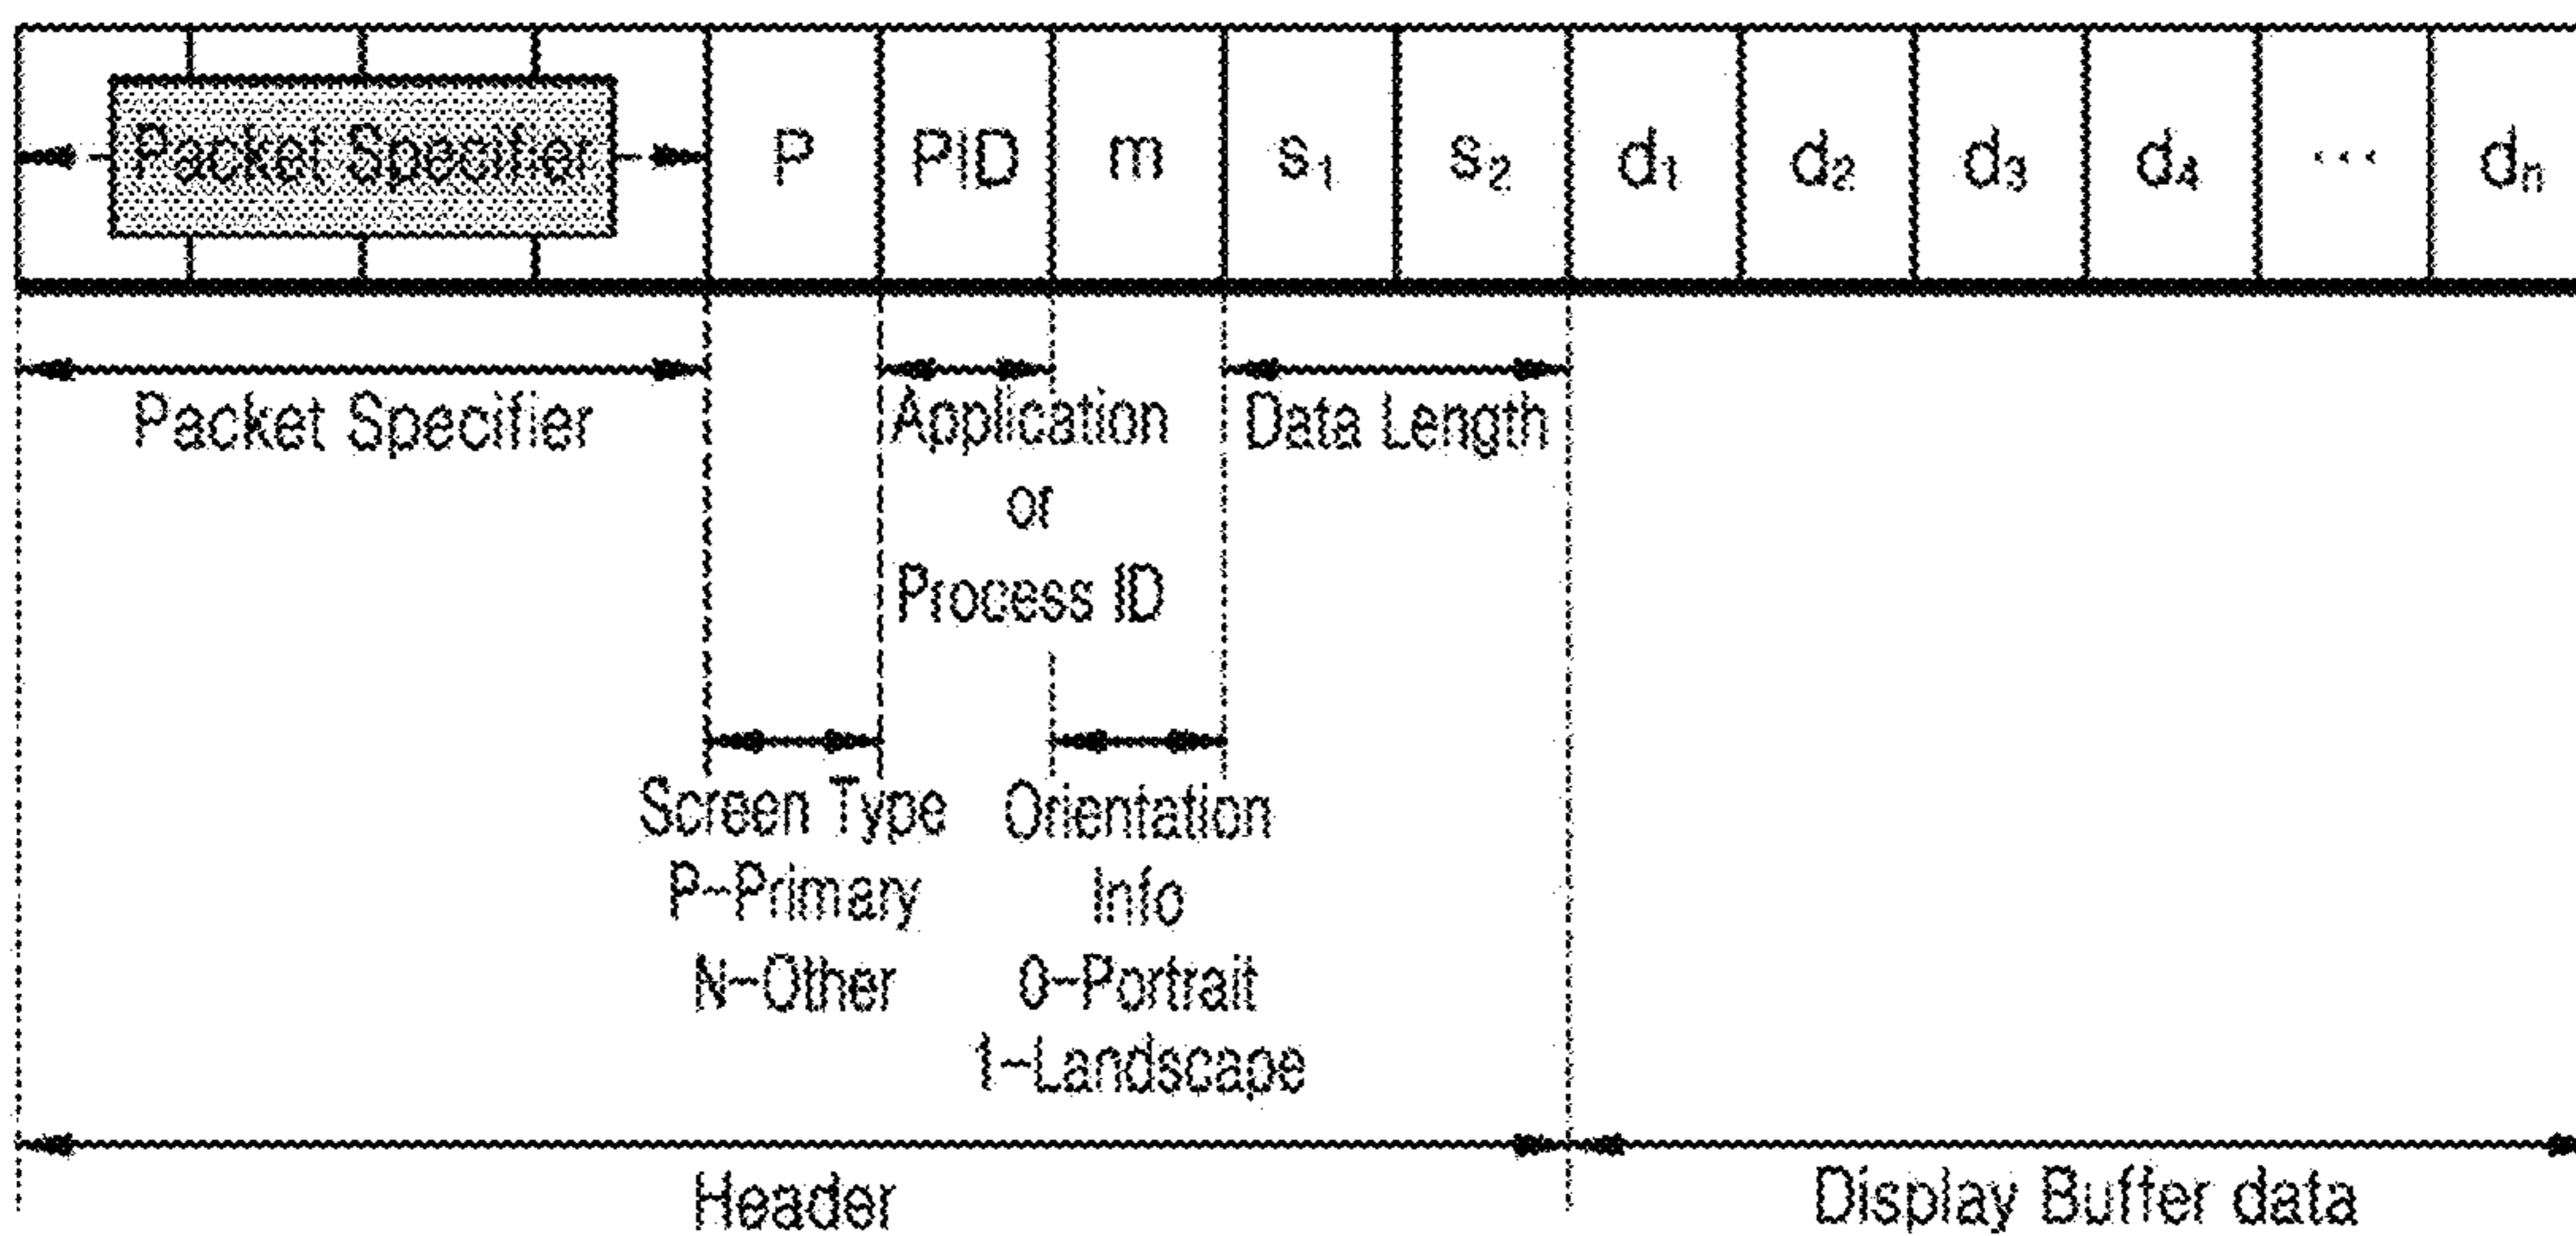 Packet Specifier P PID m s₁ s₂ d₁ d₂ d₃ d₄ ... dₙ
Packet Specifier
Application
or
Process ID
Data Length
Screen Type
P-Primary
N-Other
Orientation
Info
0-Portrait
1-Landscape
Header
Display Buffer data